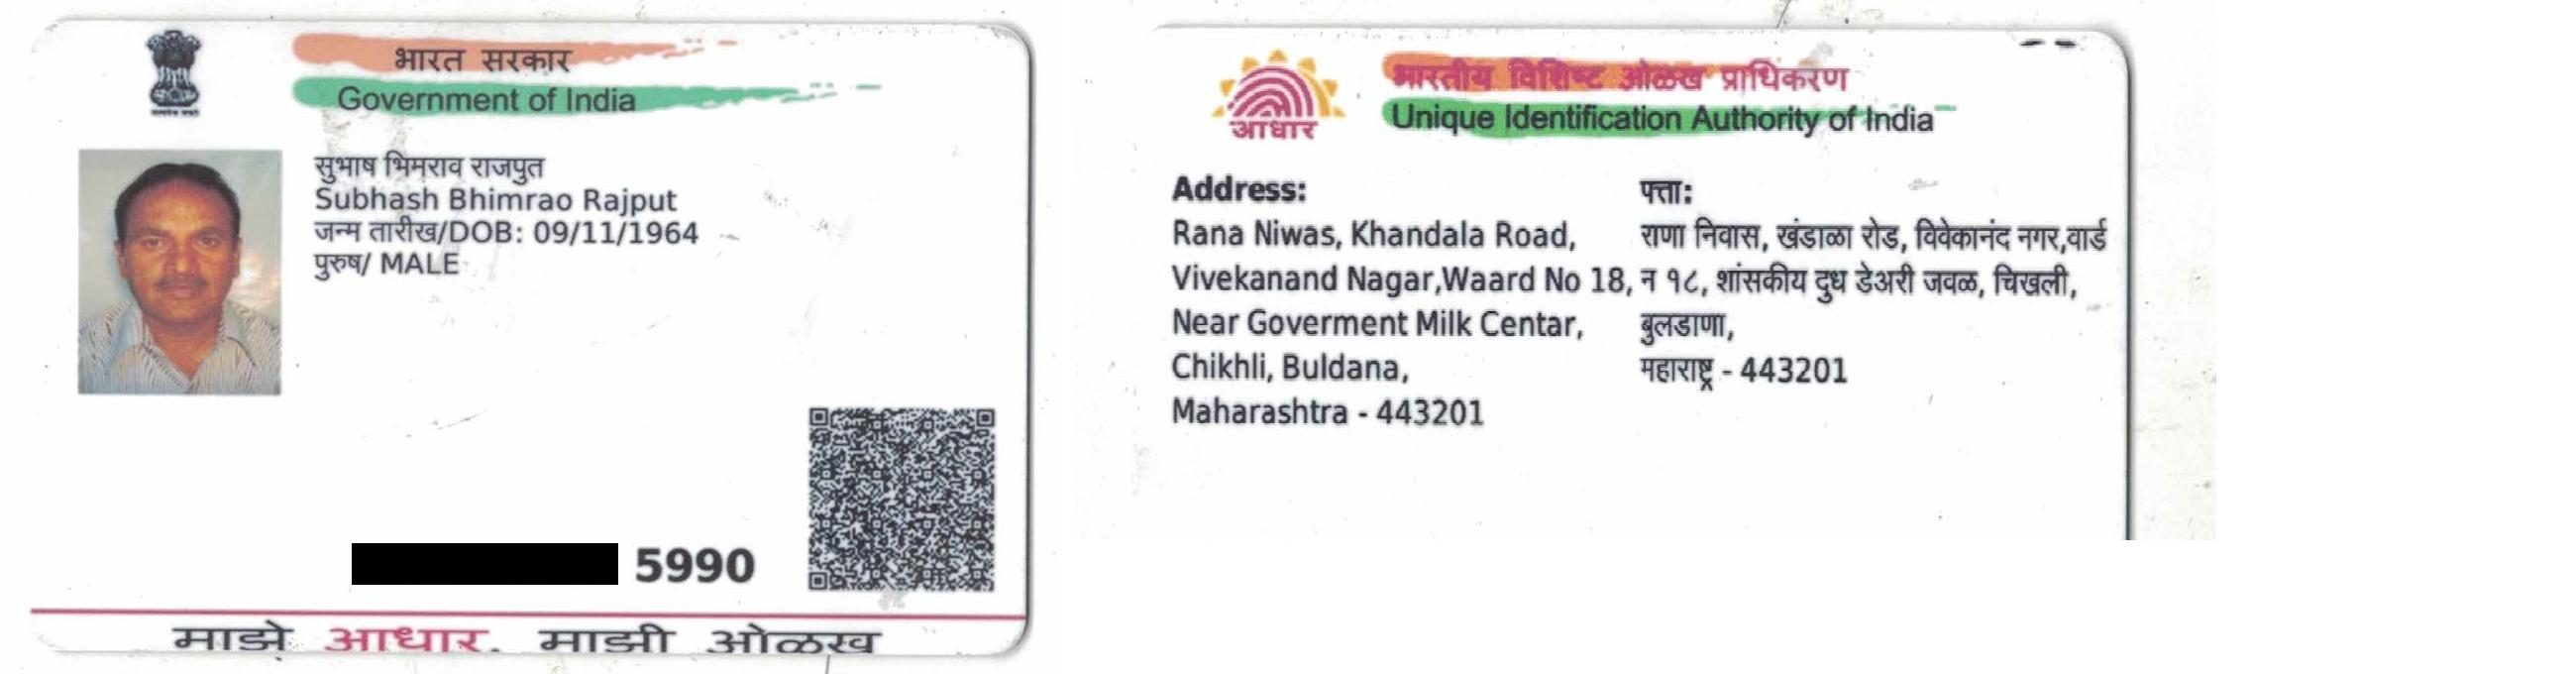 भारत सरकार
Government of India
सुभाष भिमराव राजपुत
Subhash Bhimrao Rajput
जन्म तारीख/DOB: 09/11/1964
पुरुष/ MALE
5990
माझे आधार, माझी ओळख
भारतीय विशिष्ट ओळख प्राधिकरण
Unique Identification Authority of India
आधार
Address:
Rana Niwas, Khandala Road,
Vivekanand Nagar,Waard No 18,
Near Goverment Milk Centar,
Chikhli, Buldana,
Maharashtra - 443201
पत्ता:
राणा निवास, खंडाळा रोड, विवेकानंद नगर,वार्ड
न १८, शांसकीय दुध डेअरी जवळ, चिखली,
बुलडाणा,
महाराष्ट्र - 443201